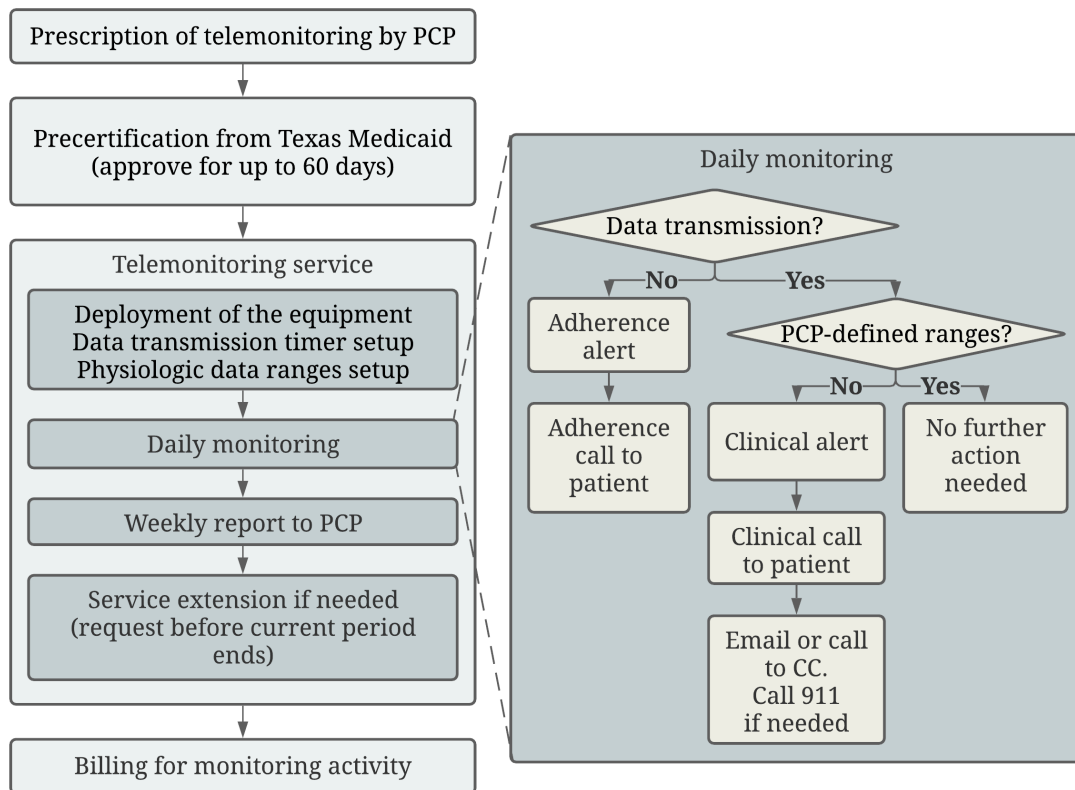 Prescription of telemonitoring by PCP
Precertification from Texas Medicaid
(approve for up to 60 days)
Telemonitoring service
Deployment of the equipment
Data transmission timer setup
Physiologic data ranges setup
Daily monitoring
Weekly report to PCP
Service extension if needed
(request before current period
ends)
Billing for monitoring activity
Daily monitoring
Data transmission?
No
Yes
Adherence
alert
PCP-defined ranges?
No
Yes
Adherence
call to
patient
Clinical alert
No further
action
needed
Clinical call
to patient
Email or call
to CC.
Call 911
if needed